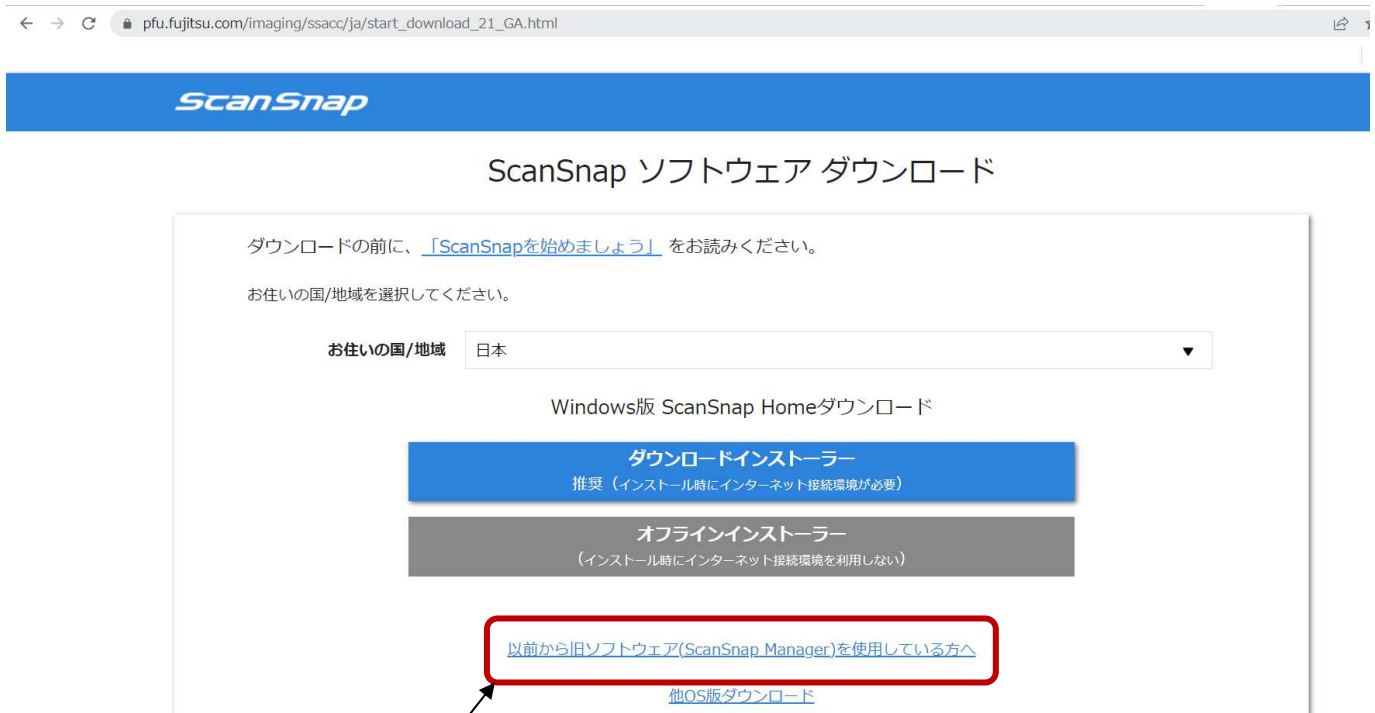 pfu.fujitsu.com/imaging/ssacc/ja/start_download_21_GA.html
ScanSnap
ScanSnap ソフトウェア ダウンロード
ダウンロードの前に、「ScanSnapを始めましょう」 をお読みください。
お住いの国/地域を選択してください。
お住いの国/地域 日本
Windows版 ScanSnap Homeダウンロード
ダウンロードインストーラー
推奨（インストール時にインターネット接続環境が必要）
オフラインインストーラー
（インストール時にインターネット接続環境を利用しない）
以前から旧ソフトウェア(ScanSnap Manager)を使用している方へ
他OS版ダウンロード